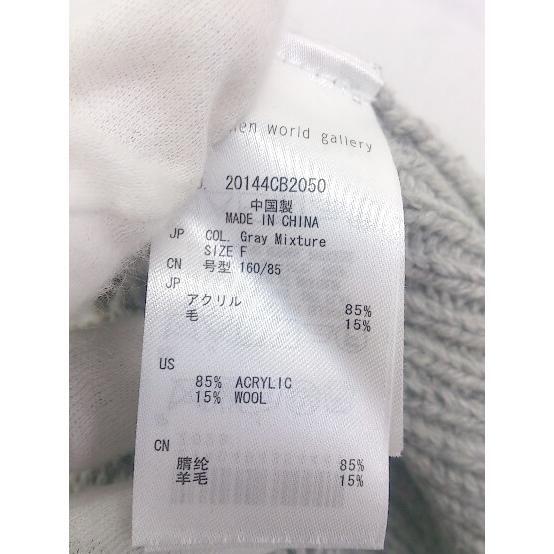 en world gallery
20144CB2050
中国製
MADE IN CHINA
JP COL. Gray Mixture
SIZE F
CN 号型 160/85
JP
アクリル 85%
毛 15%
US
85% ACRYLIC
15% WOOL
CN
腈纶 85%
羊毛 15%